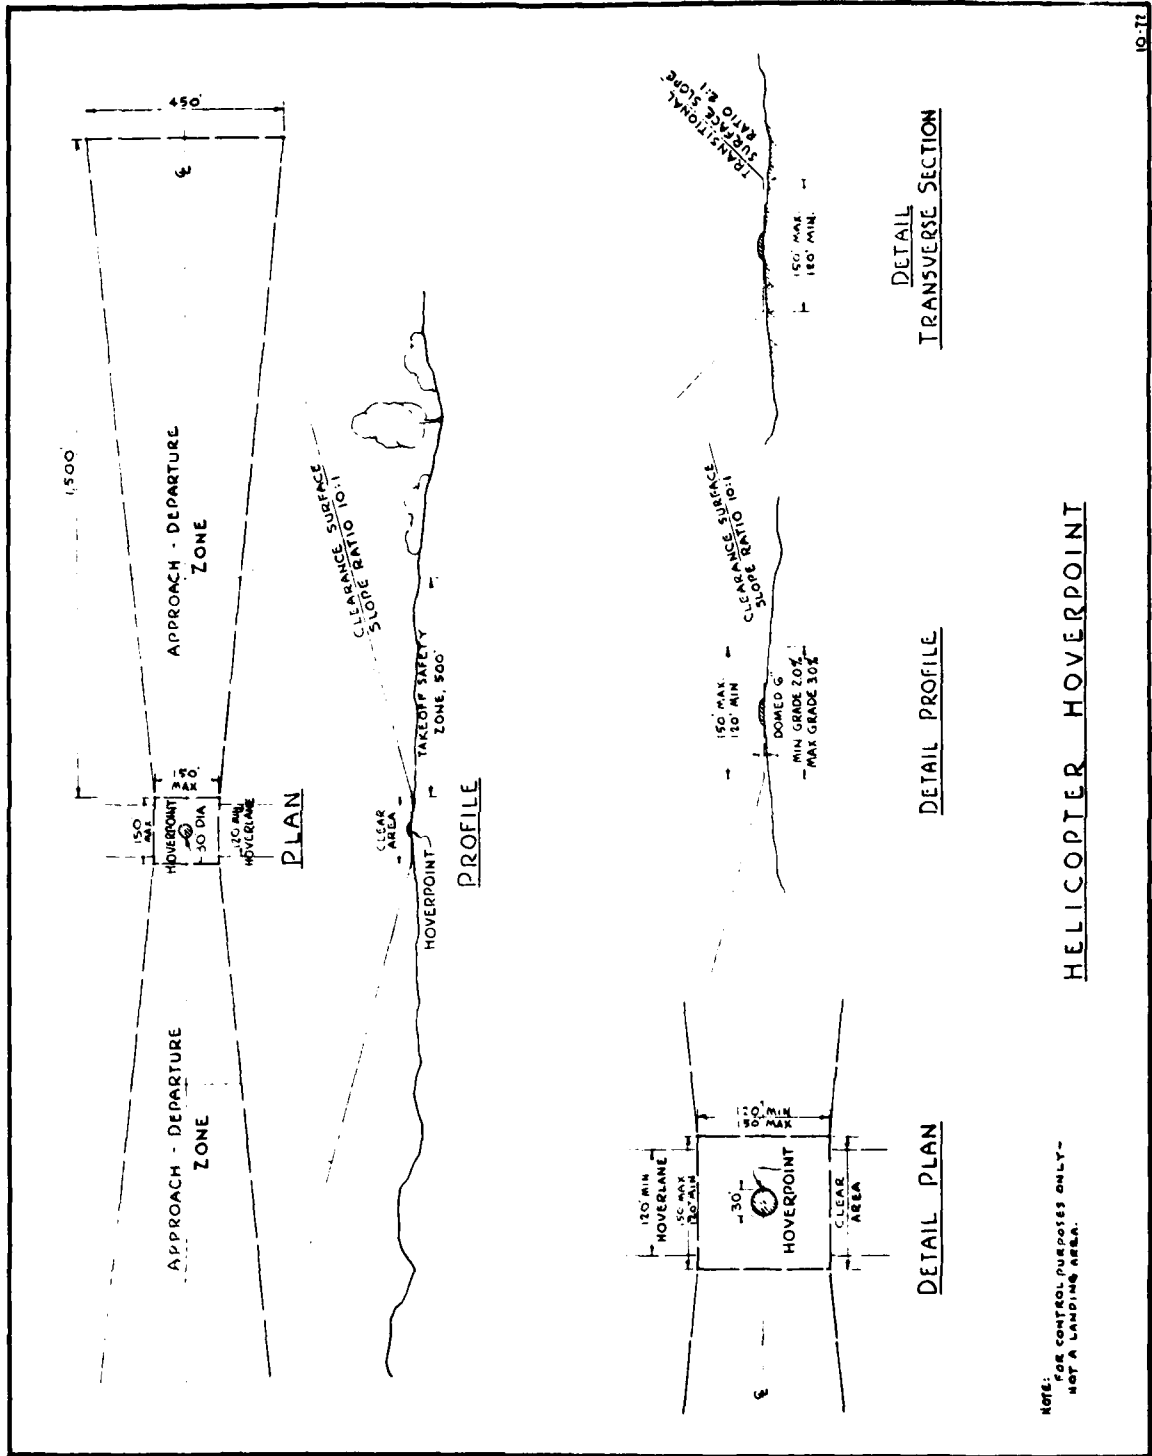 10-72
1,500'
450'
℄
APPROACH - DEPARTURE
ZONE
150
MAX
HOVERPOINT
30 DIA
120 MIN
HOVERLANE
APPROACH - DEPARTURE
ZONE
PLAN
CLEARANCE SURFACE
SLOPE RATIO 10:1
CLEAR
AREA
TAKEOFF SAFETY
ZONE, 500'
HOVERPOINT
PROFILE
120' MIN
HOVERLANE
150 MAX
120' MIN
120' MIN
150 MAX
30'
HOVERPOINT
CLEAR
AREA
℄
DETAIL PLAN
CLEARANCE SURFACE
SLOPE RATIO 10:1
150' MAX.
120' MIN
DOMED 6"
MIN GRADE 2.0%
MAX GRADE 3.0%
DETAIL PROFILE
TRANSITIONAL
SURFACE SLOPE
RATIO 2:1
150' MAX.
120' MIN.
DETAIL
TRANSVERSE SECTION
HELICOPTER HOVERPOINT
NOTE:
FOR CONTROL PURPOSES ONLY-
NOT A LANDING AREA.